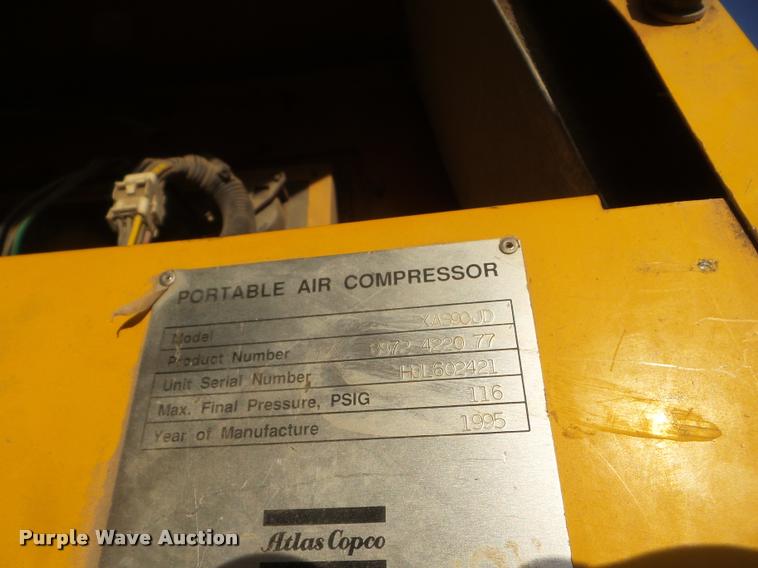 PORTABLE AIR COMPRESSOR
Model XAS90JD
Product Number 4220 77
Unit Serial Number
Max. Final Pressure, PSIG 116
Year of Manufacture 1995
Atlas Copco
Purple Wave Auction